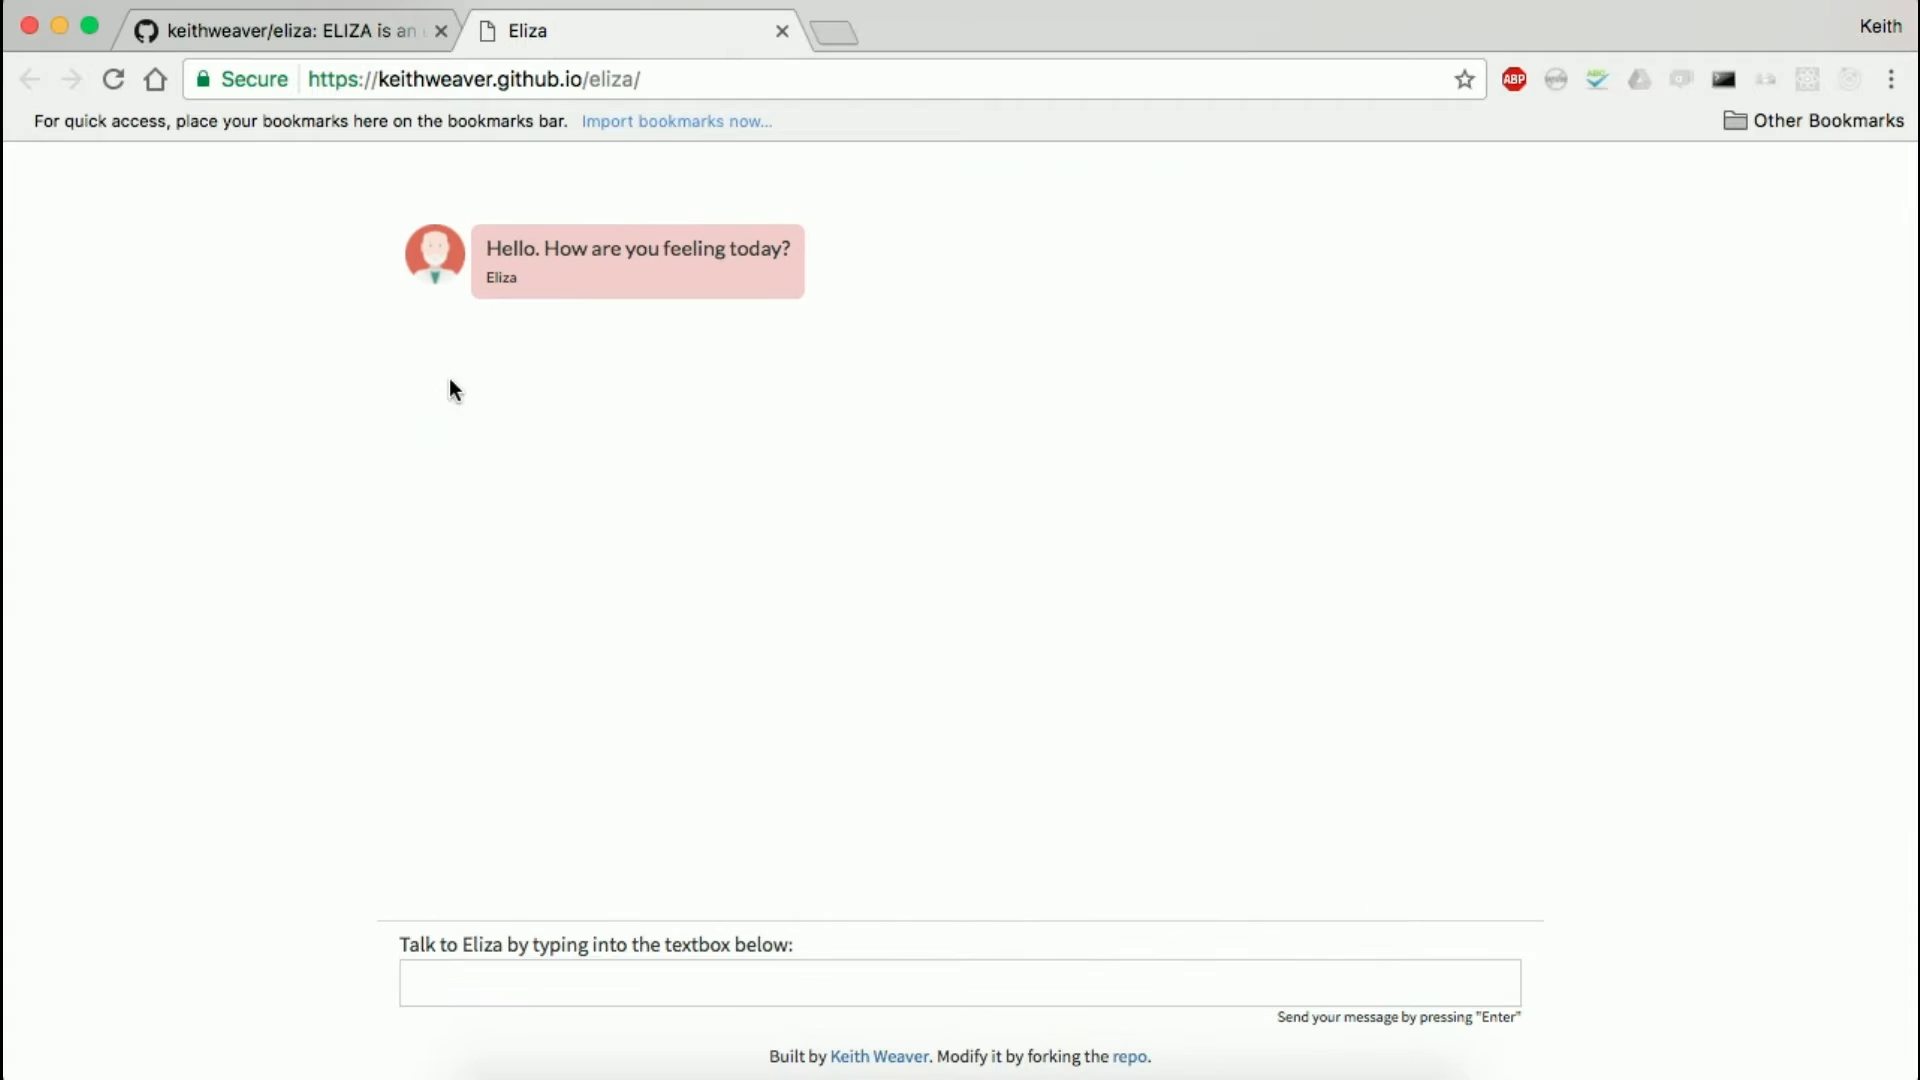 keithweaver/eliza: ELIZA is an
Eliza
Keith
Secure https://keithweaver.github.io/eliza/
ABP
For quick access, place your bookmarks here on the bookmarks bar. Import bookmarks now...
Other Bookmarks
Hello. How are you feeling today?
Eliza
Talk to Eliza by typing into the textbox below:
Send your message by pressing "Enter"
Built by Keith Weaver. Modify it by forking the repo.